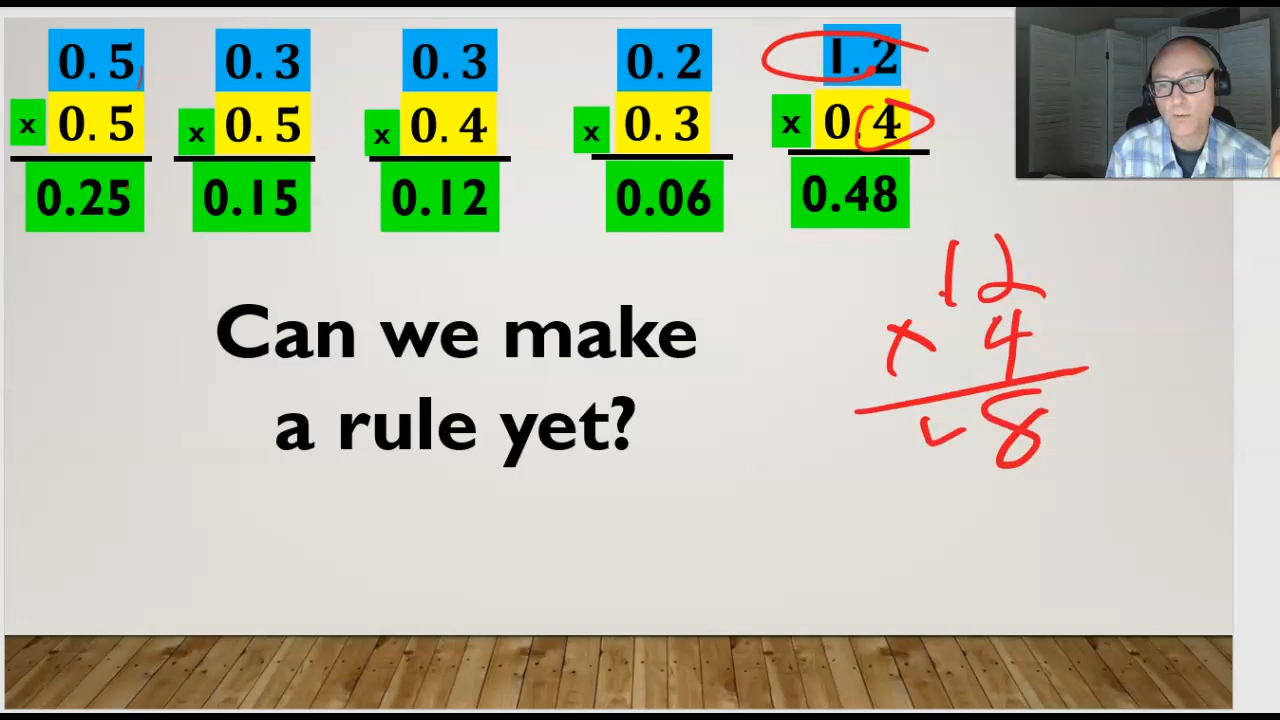 0.5 0.3 0.3 0.2 1.2
x 0.5 x 0.5 x 0.4 x 0.3 x 0.4
0.25 0.15 0.12 0.06 0.48
Can we make
a rule yet?
12
x 4
8